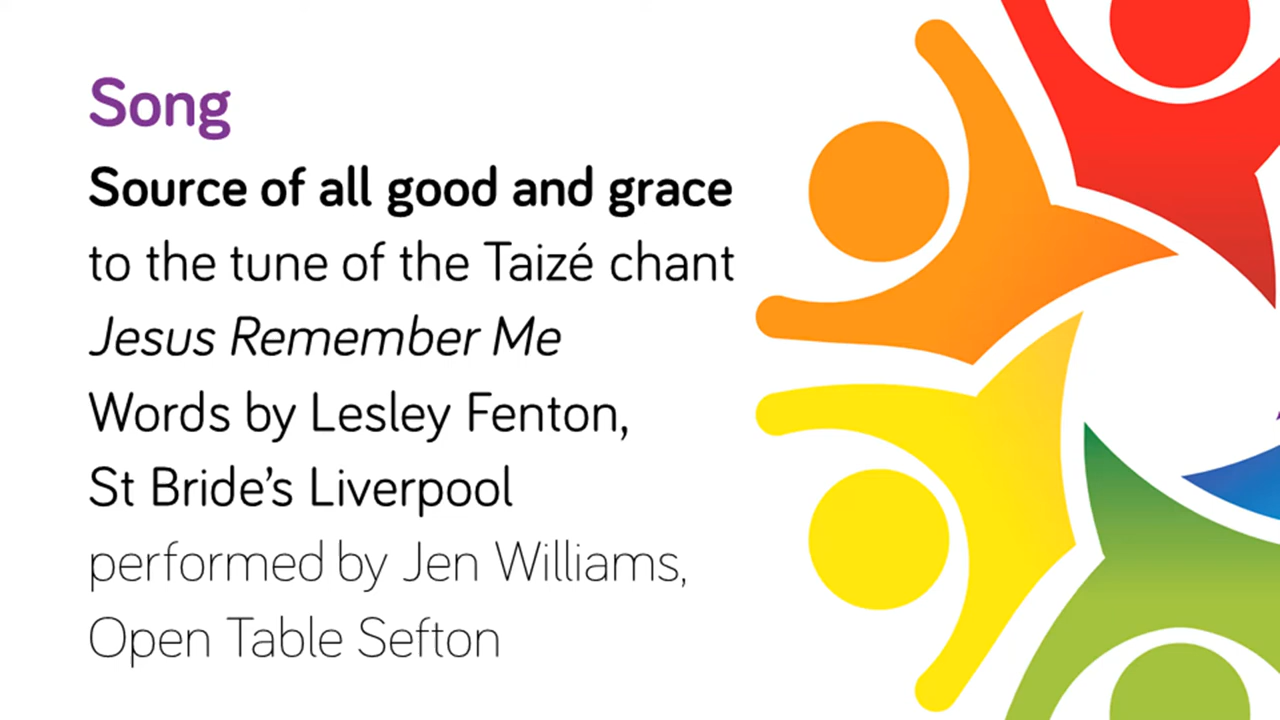 Song
Source of all good and grace
to the tune of the Taizé chant
Jesus Remember Me
Words by Lesley Fenton,
St Bride’s Liverpool
performed by Jen Williams,
Open Table Sefton